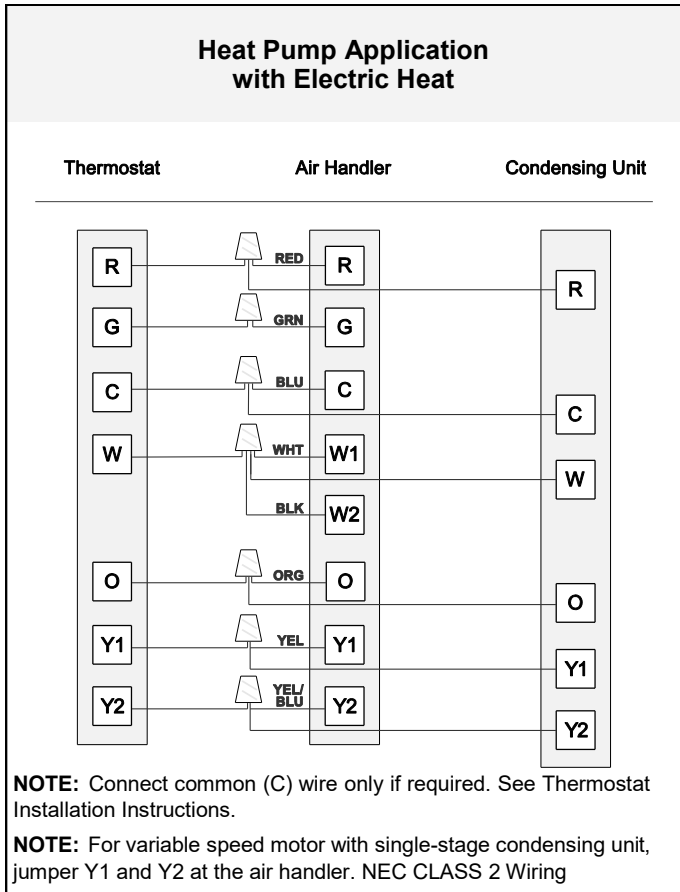 Heat Pump Application
with Electric Heat
Thermostat Air Handler Condensing Unit
R RED R
R
G GRN G
C BLU C
C
W WHT W1
W
BLK W2
O ORG O
O
Y1 YEL Y1
Y1
Y2 YEL/ Y2
BLU
Y2
NOTE: Connect common (C) wire only if required. See Thermostat
Installation Instructions.
NOTE: For variable speed motor with single-stage condensing unit,
jumper Y1 and Y2 at the air handler. NEC CLASS 2 Wiring